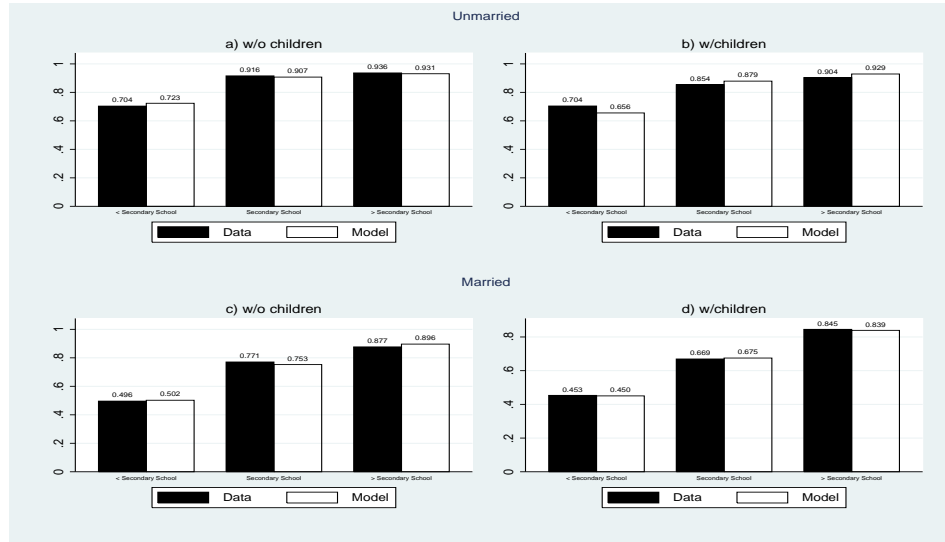 Unmarried
a) w/o children
1
.8
.6
.4
.2
0
0.704
0.723
0.916
0.907
0.936
0.931
< Secondary School
Secondary School
> Secondary School
Data
Model
b) w/children
1
.8
.6
.4
.2
0
0.704
0.656
0.854
0.879
0.904
0.929
< Secondary School
Secondary School
> Secondary School
Data
Model
Married
c) w/o children
1
.8
.6
.4
.2
0
0.496
0.502
0.771
0.753
0.877
0.896
< Secondary School
Secondary School
> Secondary School
Data
Model
d) w/children
.8
.6
.4
.2
0
0.453
0.450
0.669
0.675
0.845
0.839
< Secondary School
Secondary School
> Secondary School
Data
Model